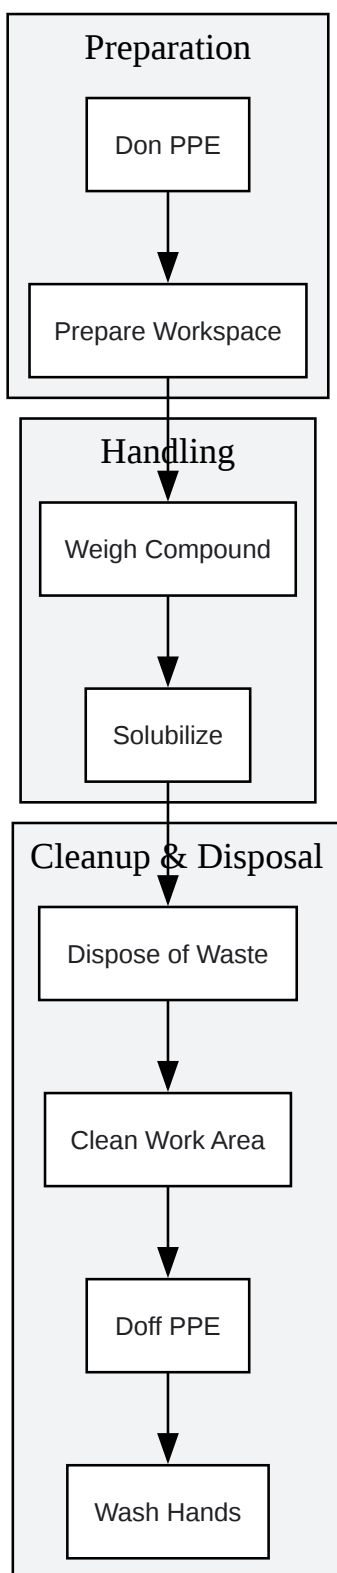 Preparation
Don PPE
Prepare Workspace
Handling
Weigh Compound
Solubilize
Cleanup & Disposal
Dispose of Waste
Clean Work Area
Doff PPE
Wash Hands